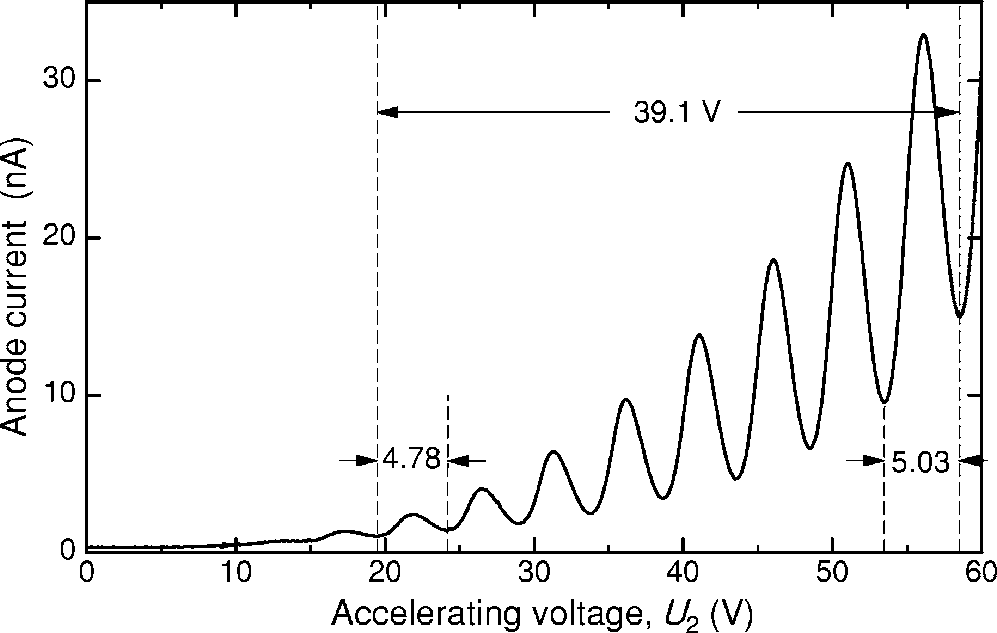 Anode current (nA)
30
20
10
0
39.1 V
4.78
5.03
0 10 20 30 40 50 60
Accelerating voltage, U2 (V)